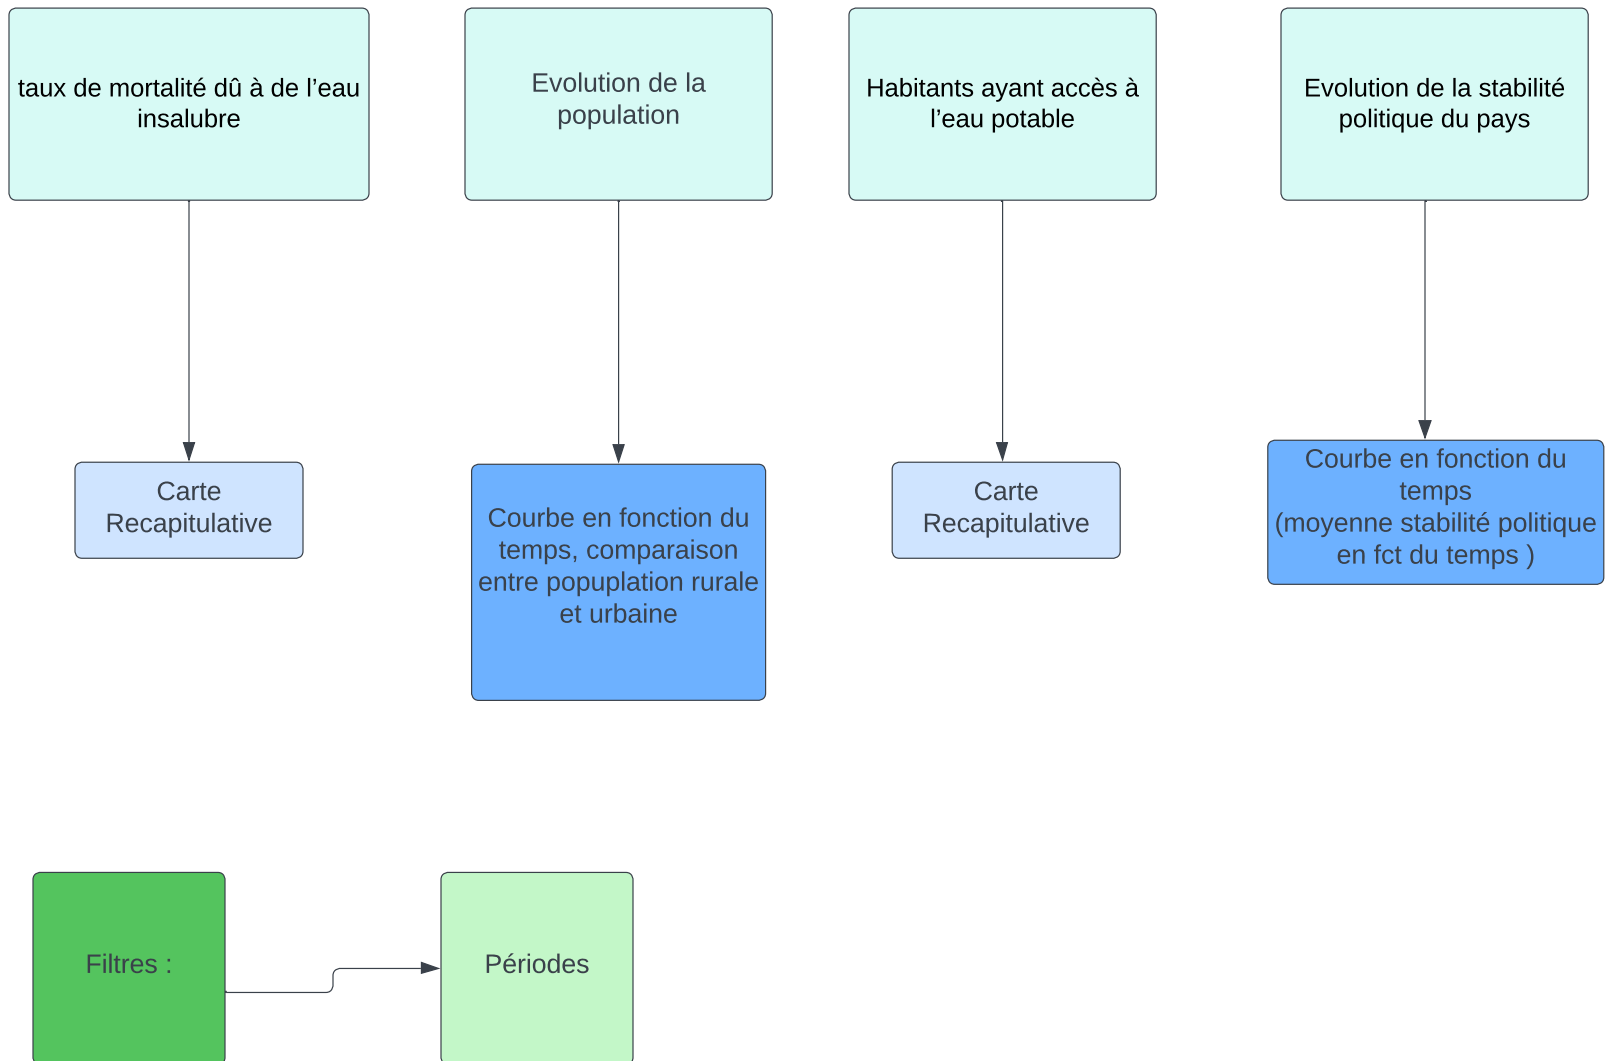 taux de mortalité dû à de l’eau
insalubre
Evolution de la
population
Habitants ayant accès à
l’eau potable
Evolution de la stabilité
politique du pays
Carte
Recapitulative
Courbe en fonction du
temps, comparaison
entre popuplation rurale
et urbaine
Carte
Recapitulative
Courbe en fonction du
temps
(moyenne stabilité politique
en fct du temps )
Filtres :
Périodes